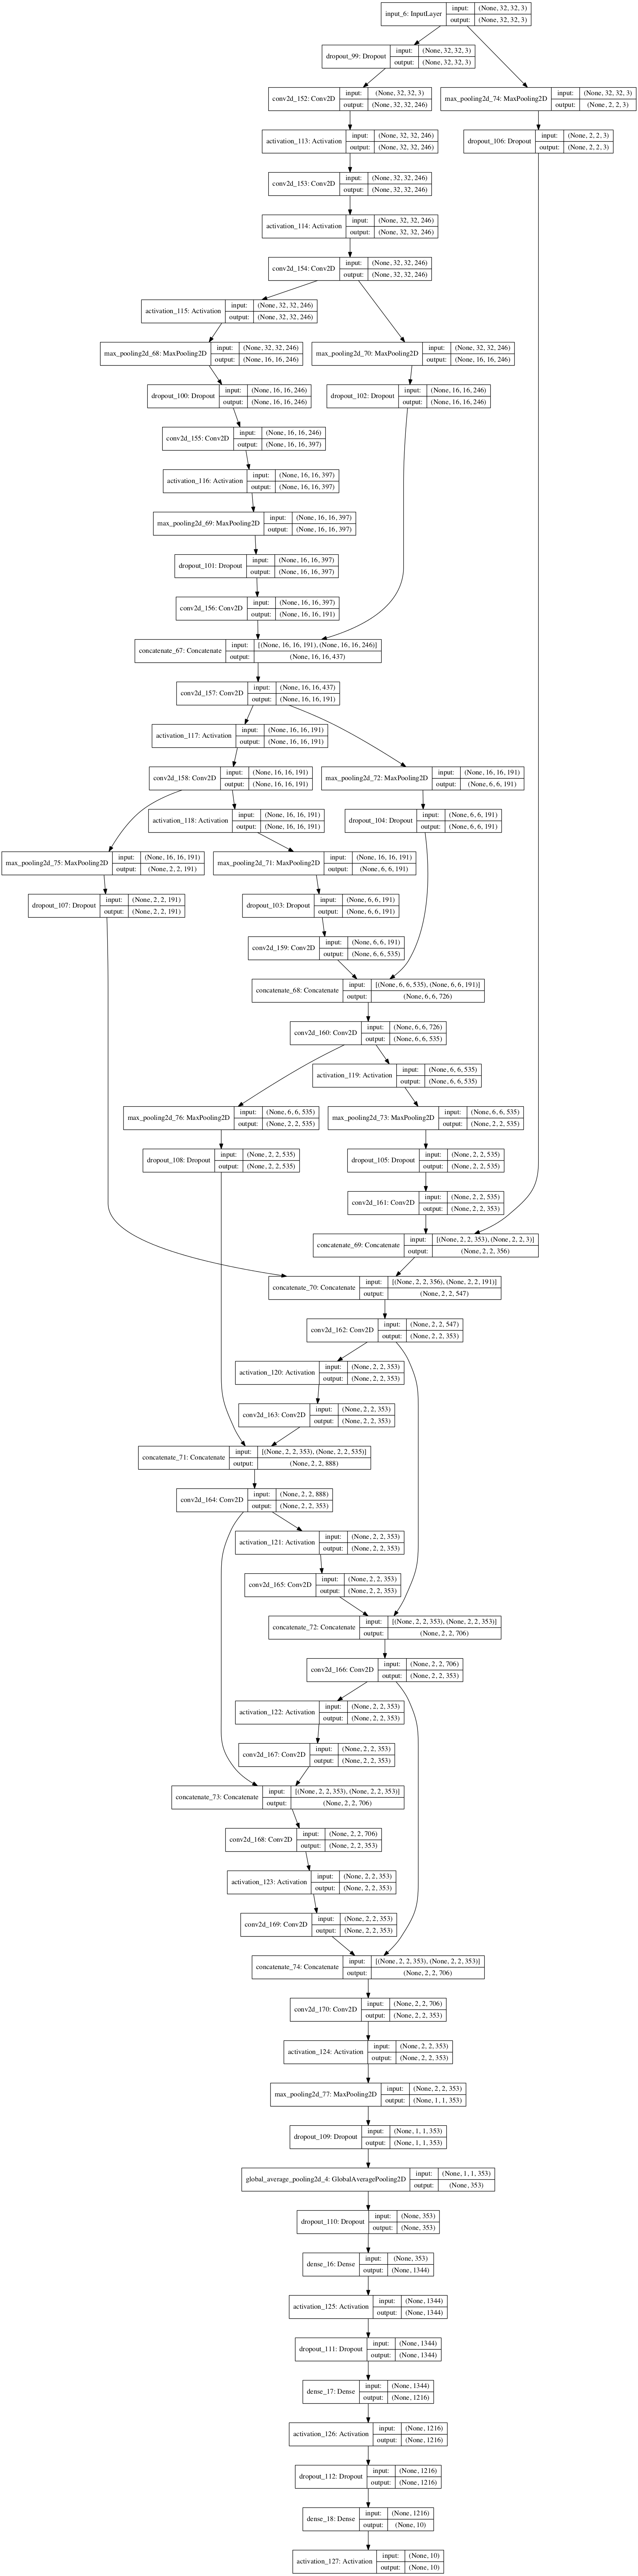 input_6: InputLayer
input: (None, 32, 32, 3)
output: (None, 32, 32, 3)
dropout_99: Dropout
input: (None, 32, 32, 3)
output: (None, 32, 32, 3)
conv2d_152: Conv2D
input: (None, 32, 32, 3)
output: (None, 32, 32, 246)
max_pooling2d_74: MaxPooling2D
input: (None, 32, 32, 3)
output: (None, 2, 2, 3)
activation_113: Activation
input: (None, 32, 32, 246)
output: (None, 32, 32, 246)
dropout_106: Dropout
input: (None, 2, 2, 3)
output: (None, 2, 2, 3)
conv2d_153: Conv2D
input: (None, 32, 32, 246)
output: (None, 32, 32, 246)
activation_114: Activation
input: (None, 32, 32, 246)
output: (None, 32, 32, 246)
conv2d_154: Conv2D
input: (None, 32, 32, 246)
output: (None, 32, 32, 246)
activation_115: Activation
input: (None, 32, 32, 246)
output: (None, 32, 32, 246)
max_pooling2d_68: MaxPooling2D
input: (None, 32, 32, 246)
output: (None, 16, 16, 246)
max_pooling2d_70: MaxPooling2D
input: (None, 32, 32, 246)
output: (None, 16, 16, 246)
dropout_100: Dropout
input: (None, 16, 16, 246)
output: (None, 16, 16, 246)
dropout_102: Dropout
input: (None, 16, 16, 246)
output: (None, 16, 16, 246)
conv2d_155: Conv2D
input: (None, 16, 16, 246)
output: (None, 16, 16, 397)
activation_116: Activation
input: (None, 16, 16, 397)
output: (None, 16, 16, 397)
max_pooling2d_69: MaxPooling2D
input: (None, 16, 16, 397)
output: (None, 16, 16, 397)
dropout_101: Dropout
input: (None, 16, 16, 397)
output: (None, 16, 16, 397)
conv2d_156: Conv2D
input: (None, 16, 16, 397)
output: (None, 16, 16, 191)
concatenate_67: Concatenate
input: [(None, 16, 16, 191), (None, 16, 16, 246)]
output: (None, 16, 16, 437)
conv2d_157: Conv2D
input: (None, 16, 16, 437)
output: (None, 16, 16, 191)
activation_117: Activation
input: (None, 16, 16, 191)
output: (None, 16, 16, 191)
conv2d_158: Conv2D
input: (None, 16, 16, 191)
output: (None, 16, 16, 191)
max_pooling2d_72: MaxPooling2D
input: (None, 16, 16, 191)
output: (None, 6, 6, 191)
activation_118: Activation
input: (None, 16, 16, 191)
output: (None, 16, 16, 191)
dropout_104: Dropout
input: (None, 6, 6, 191)
output: (None, 6, 6, 191)
max_pooling2d_75: MaxPooling2D
input: (None, 16, 16, 191)
output: (None, 2, 2, 191)
max_pooling2d_71: MaxPooling2D
input: (None, 16, 16, 191)
output: (None, 6, 6, 191)
dropout_107: Dropout
input: (None, 2, 2, 191)
output: (None, 2, 2, 191)
dropout_103: Dropout
input: (None, 6, 6, 191)
output: (None, 6, 6, 191)
conv2d_159: Conv2D
input: (None, 6, 6, 191)
output: (None, 6, 6, 535)
concatenate_68: Concatenate
input: [(None, 6, 6, 535), (None, 6, 6, 191)]
output: (None, 6, 6, 726)
conv2d_160: Conv2D
input: (None, 6, 6, 726)
output: (None, 6, 6, 535)
activation_119: Activation
input: (None, 6, 6, 535)
output: (None, 6, 6, 535)
max_pooling2d_76: MaxPooling2D
input: (None, 6, 6, 535)
output: (None, 2, 2, 535)
max_pooling2d_73: MaxPooling2D
input: (None, 6, 6, 535)
output: (None, 2, 2, 535)
dropout_108: Dropout
input: (None, 2, 2, 535)
output: (None, 2, 2, 535)
dropout_105: Dropout
input: (None, 2, 2, 535)
output: (None, 2, 2, 535)
conv2d_161: Conv2D
input: (None, 2, 2, 535)
output: (None, 2, 2, 353)
concatenate_69: Concatenate
input: [(None, 2, 2, 353), (None, 2, 2, 3)]
output: (None, 2, 2, 356)
concatenate_70: Concatenate
input: [(None, 2, 2, 356), (None, 2, 2, 191)]
output: (None, 2, 2, 547)
conv2d_162: Conv2D
input: (None, 2, 2, 547)
output: (None, 2, 2, 353)
activation_120: Activation
input: (None, 2, 2, 353)
output: (None, 2, 2, 353)
conv2d_163: Conv2D
input: (None, 2, 2, 353)
output: (None, 2, 2, 353)
concatenate_71: Concatenate
input: [(None, 2, 2, 353), (None, 2, 2, 535)]
output: (None, 2, 2, 888)
conv2d_164: Conv2D
input: (None, 2, 2, 888)
output: (None, 2, 2, 353)
activation_121: Activation
input: (None, 2, 2, 353)
output: (None, 2, 2, 353)
conv2d_165: Conv2D
input: (None, 2, 2, 353)
output: (None, 2, 2, 353)
concatenate_72: Concatenate
input: [(None, 2, 2, 353), (None, 2, 2, 353)]
output: (None, 2, 2, 706)
conv2d_166: Conv2D
input: (None, 2, 2, 706)
output: (None, 2, 2, 353)
activation_122: Activation
input: (None, 2, 2, 353)
output: (None, 2, 2, 353)
conv2d_167: Conv2D
input: (None, 2, 2, 353)
output: (None, 2, 2, 353)
concatenate_73: Concatenate
input: [(None, 2, 2, 353), (None, 2, 2, 353)]
output: (None, 2, 2, 706)
conv2d_168: Conv2D
input: (None, 2, 2, 706)
output: (None, 2, 2, 353)
activation_123: Activation
input: (None, 2, 2, 353)
output: (None, 2, 2, 353)
conv2d_169: Conv2D
input: (None, 2, 2, 353)
output: (None, 2, 2, 353)
concatenate_74: Concatenate
input: [(None, 2, 2, 353), (None, 2, 2, 353)]
output: (None, 2, 2, 706)
conv2d_170: Conv2D
input: (None, 2, 2, 706)
output: (None, 2, 2, 353)
activation_124: Activation
input: (None, 2, 2, 353)
output: (None, 2, 2, 353)
max_pooling2d_77: MaxPooling2D
input: (None, 2, 2, 353)
output: (None, 1, 1, 353)
dropout_109: Dropout
input: (None, 1, 1, 353)
output: (None, 1, 1, 353)
global_average_pooling2d_4: GlobalAveragePooling2D
input: (None, 1, 1, 353)
output: (None, 353)
dropout_110: Dropout
input: (None, 353)
output: (None, 353)
dense_16: Dense
input: (None, 353)
output: (None, 1344)
activation_125: Activation
input: (None, 1344)
output: (None, 1344)
dropout_111: Dropout
input: (None, 1344)
output: (None, 1344)
dense_17: Dense
input: (None, 1344)
output: (None, 1216)
activation_126: Activation
input: (None, 1216)
output: (None, 1216)
dropout_112: Dropout
input: (None, 1216)
output: (None, 1216)
dense_18: Dense
input: (None, 1216)
output: (None, 10)
activation_127: Activation
input: (None, 10)
output: (None, 10)